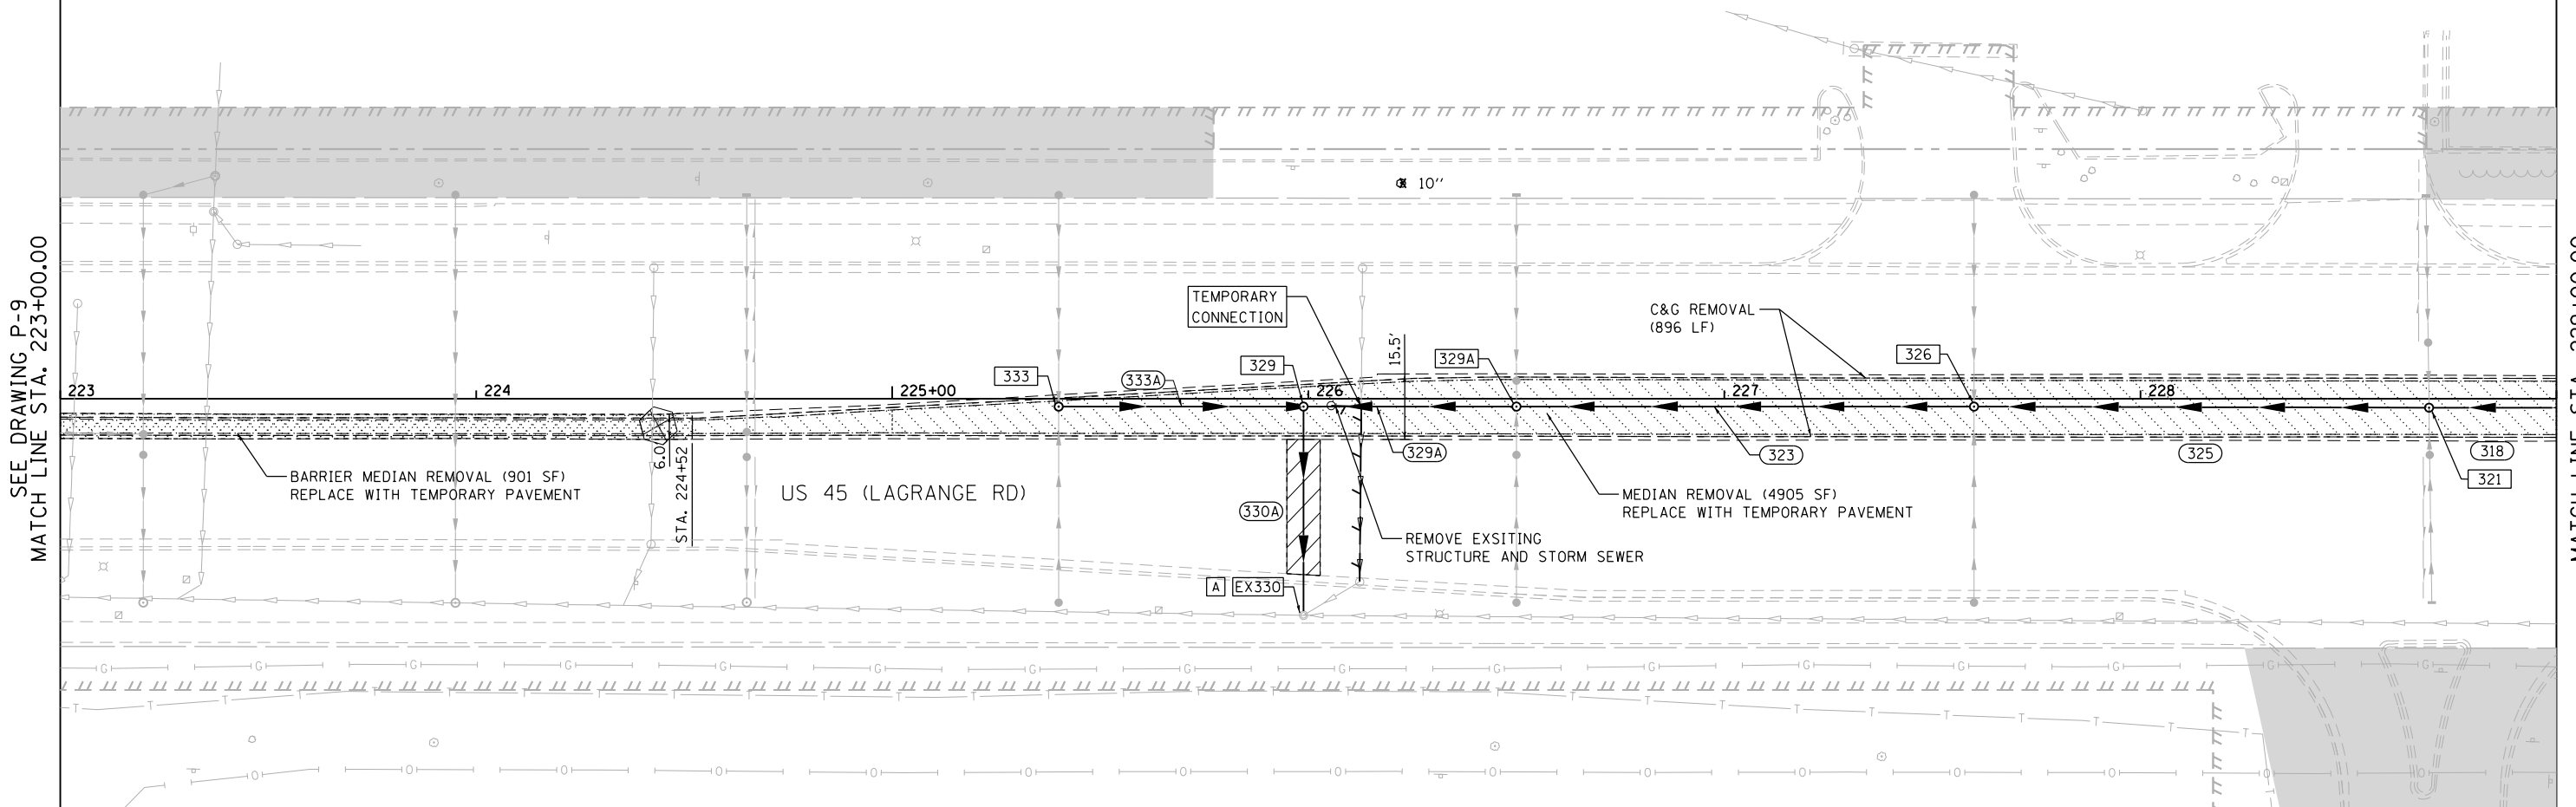 SEE DRAWING P-9
MATCH LINE STA. 223+00.00
10"
TEMPORARY
CONNECTION
C&G REMOVAL
(896 LF)
15.5'
333
333A
329
329A
326
223
224
225+00
226
227
228
6.0'
STA. 224+52
BARRIER MEDIAN REMOVAL (901 SF)
REPLACE WITH TEMPORARY PAVEMENT
US 45 (LAGRANGE RD)
330A
329A
323
325
318
321
MEDIAN REMOVAL (4905 SF)
REPLACE WITH TEMPORARY PAVEMENT
REMOVE EXSITING
STRUCTURE AND STORM SEWER
A EX330
G G G G G G G G G G G G G G G G
T T T T T T T T T T T T T T T
O O O O O O O O O O O O O O O